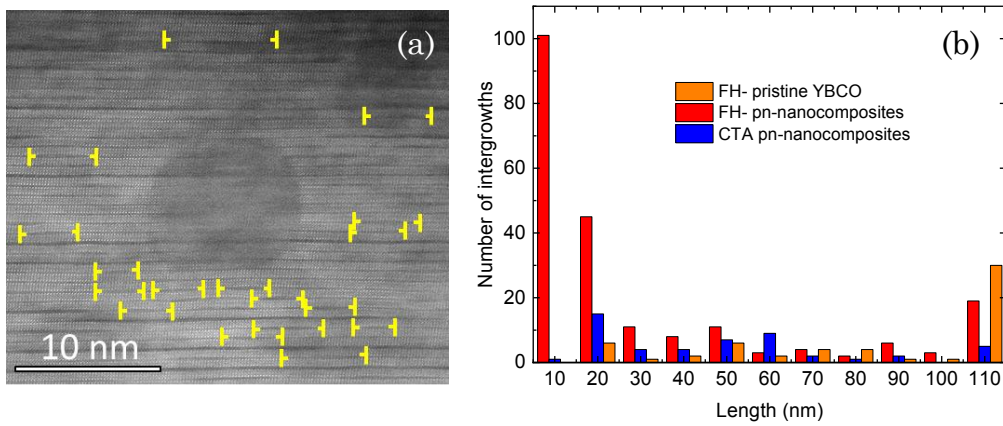 (a)
10 nm
(b)
Number of intergrowths
100
80
60
40
20
0
FH- pristine YBCO
FH- pn-nanocomposites
CTA pn-nanocomposites
10 20 30 40 50 60 70 80 90 100 110
Length (nm)